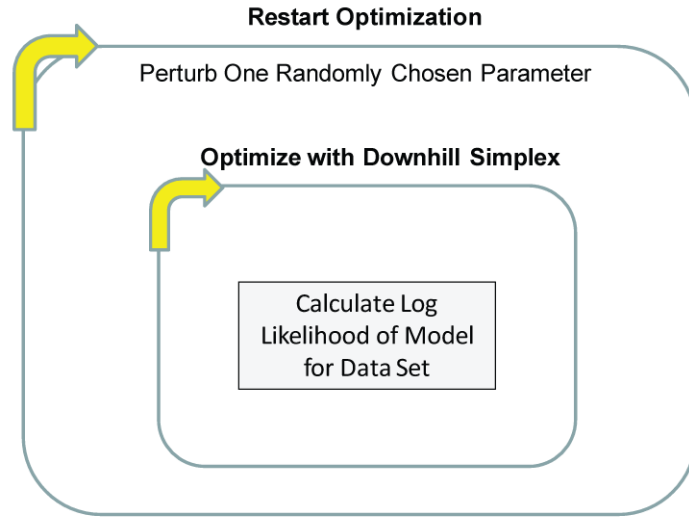 Restart Optimization
Perturb One Randomly Chosen Parameter
Optimize with Downhill Simplex
Calculate Log
Likelihood of Model
for Data Set